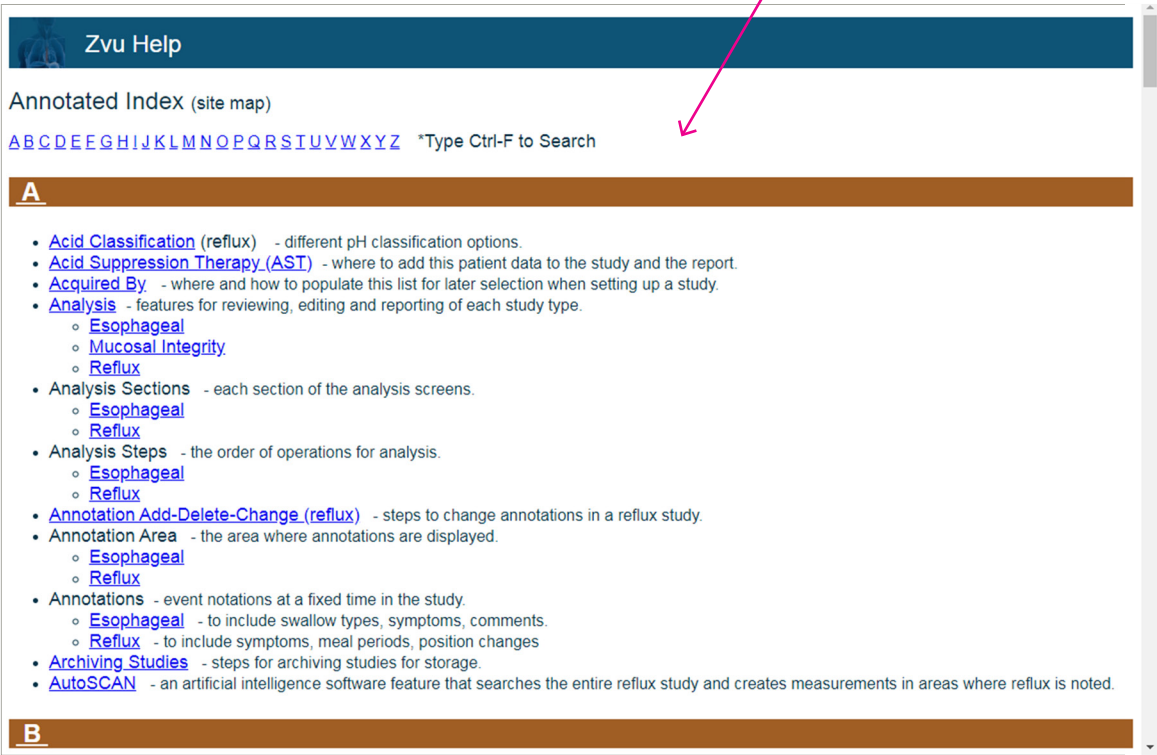 Zvu Help
Annotated Index (site map)
A B C D E F G H I J K L M N O P Q R S T U V W X Y Z *Type Ctrl-F to Search
A
• Acid Classification (reflux) - different pH classification options.
• Acid Suppression Therapy (AST) - where to add this patient data to the study and the report.
• Acquired By - where and how to populate this list for later selection when setting up a study.
• Analysis - features for reviewing, editing and reporting of each study type.
◦ Esophageal
◦ Mucosal Integrity
◦ Reflux
• Analysis Sections - each section of the analysis screens.
◦ Esophageal
◦ Reflux
• Analysis Steps - the order of operations for analysis.
◦ Esophageal
◦ Reflux
• Annotation Add-Delete-Change (reflux) - steps to change annotations in a reflux study.
• Annotation Area - the area where annotations are displayed.
◦ Esophageal
◦ Reflux
• Annotations - event notations at a fixed time in the study.
◦ Esophageal - to include swallow types, symptoms, comments.
◦ Reflux - to include symptoms, meal periods, position changes
• Archiving Studies - steps for archiving studies for storage.
• AutoSCAN - an artificial intelligence software feature that searches the entire reflux study and creates measurements in areas where reflux is noted.
B